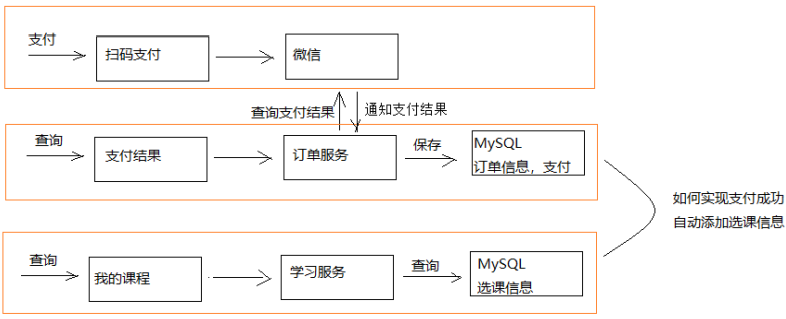 支付
扫码支付
微信
查询支付结果
通知支付结果
查询
支付结果
订单服务
保存
MySQL
订单信息，支付
如何实现支付成功
自动添加选课信息
查询
我的课程
学习服务
查询
MySQL
选课信息